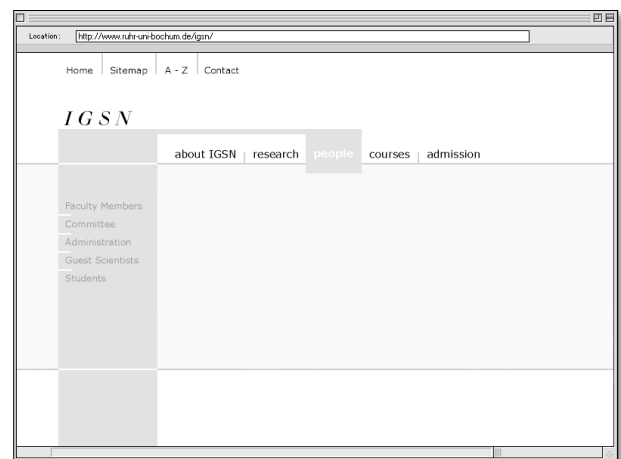 Location: http://www.ruhr-uni-bochum.de/igsn/
Home Sitemap A - Z Contact
IGSN
about IGSN research people courses admission
Faculty Members
Committee
Administration
Guest Scientists
Students